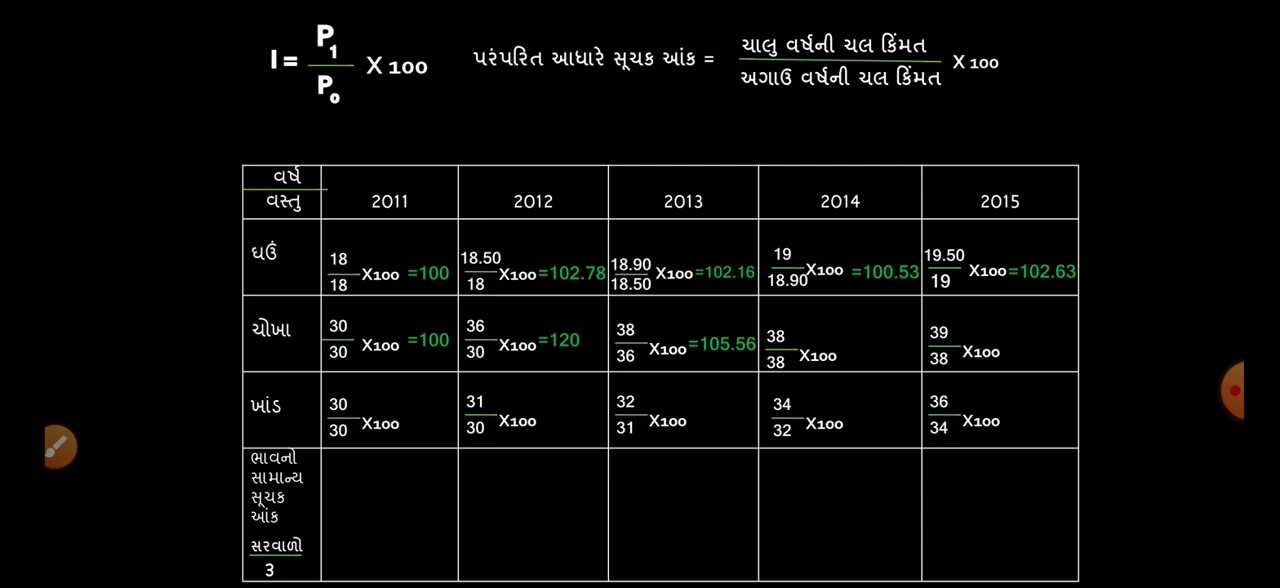 I = P₁ / P₀ X 100
પરંપરિત આધારે સૂચક આંક = ચાલુ વર્ષની ચલ કિંમત / અગાઉ વર્ષની ચલ કિંમત X 100
વર્ષ
વસ્તુ 2011 2012 2013 2014 2015
ઘઉં 18/18 X100 =100 18.50/18 X100 =102.78 18.90/18.50 X100 =102.16 19/18.90 X100 =100.53 19.50/19 X100 =102.63
ચોખા 30/30 X100 =100 36/30 X100 =120 38/36 X100 =105.56 38/38 X100 39/38 X100
ખાંડ 30/30 X100 31/30 X100 32/31 X100 34/32 X100 36/34 X100
ભાવનો
સામાન્ય
સૂચક
આંક
સરવાળો
3